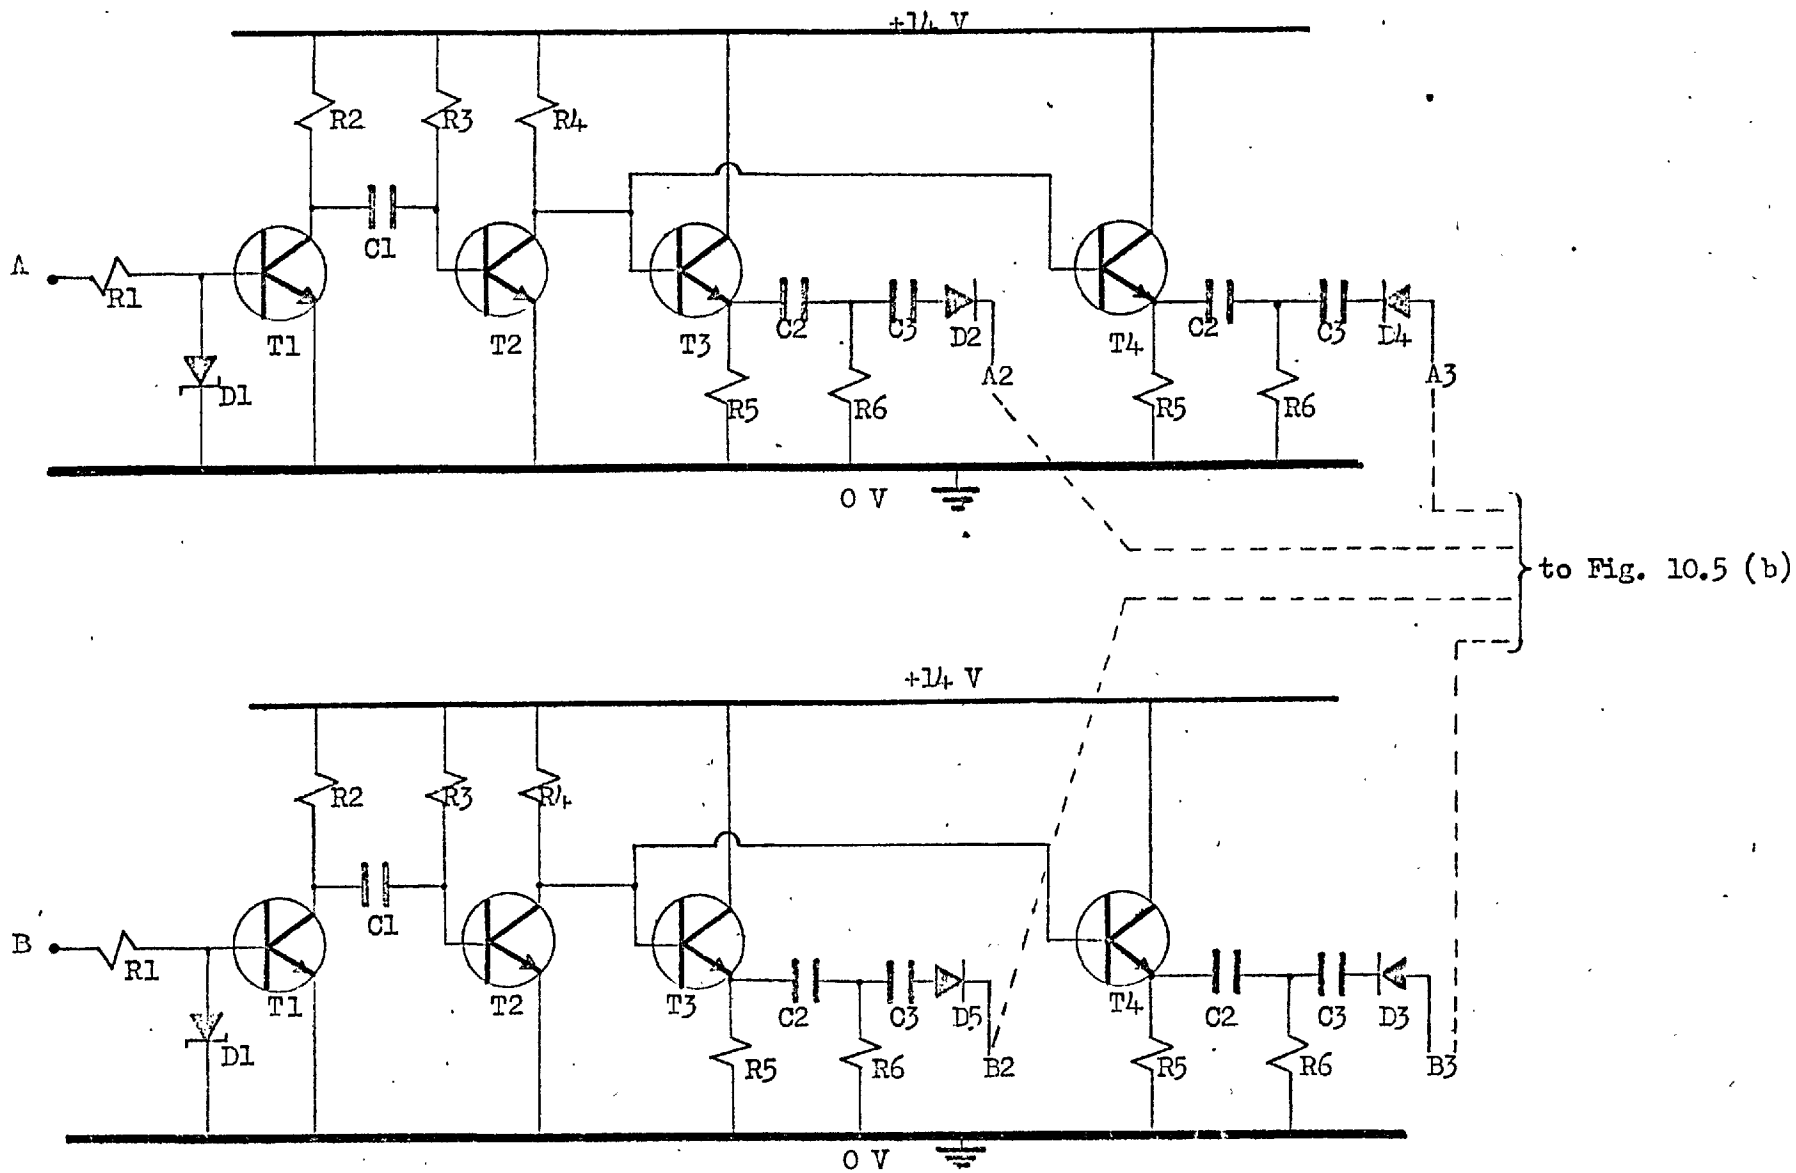 +14 V
R2
R3
R4
A
R1
C1
T1
T2
T3
C2
C3
D2
T4
C2
C3
D4
D1
A2
A3
R5
R6
R5
R6
0 V
to Fig. 10.5 (b)
+14 V
R2
R3
R4
B
R1
C1
T1
T2
T3
C2
C3
D5
T4
C2
C3
D3
D1
R5
R6
B2
R5
R6
B3
0 V